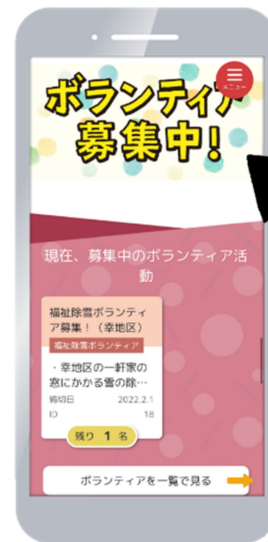 ボランティア
メニュー
募集中!
現在、募集中のボランティア活
動
福祉除雪ボランティ
ア募集！（幸地区）
福祉除雪ボランティア
・幸地区の一軒家の
窓にかかる雪の除…
締切日 2022.2.1
ID 18
残り 1 名
ボランティアを一覧で見る